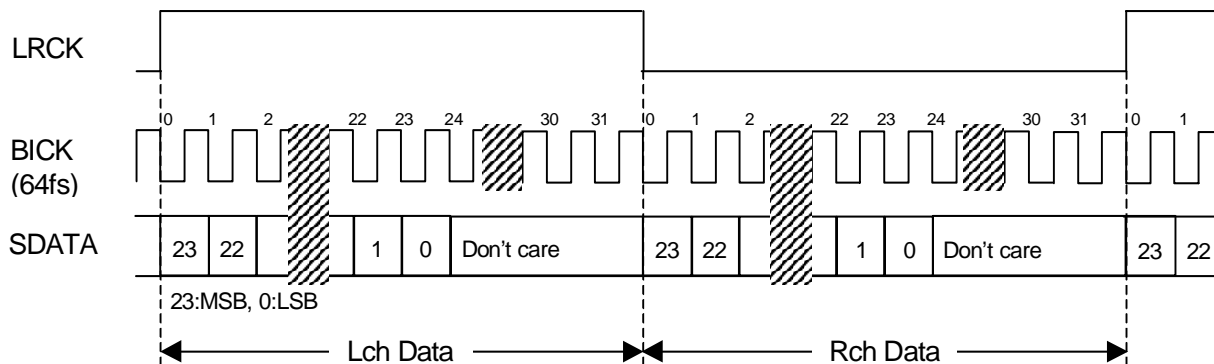 LRCK
0 1 2 22 23 24 30 31 0 1 2 22 23 24 30 31 0 1
BICK
(64fs)
SDATA 23 22 1 0 Don't care 23 22 1 0 Don't care 23 22
23:MSB, 0:LSB
Lch Data Rch Data